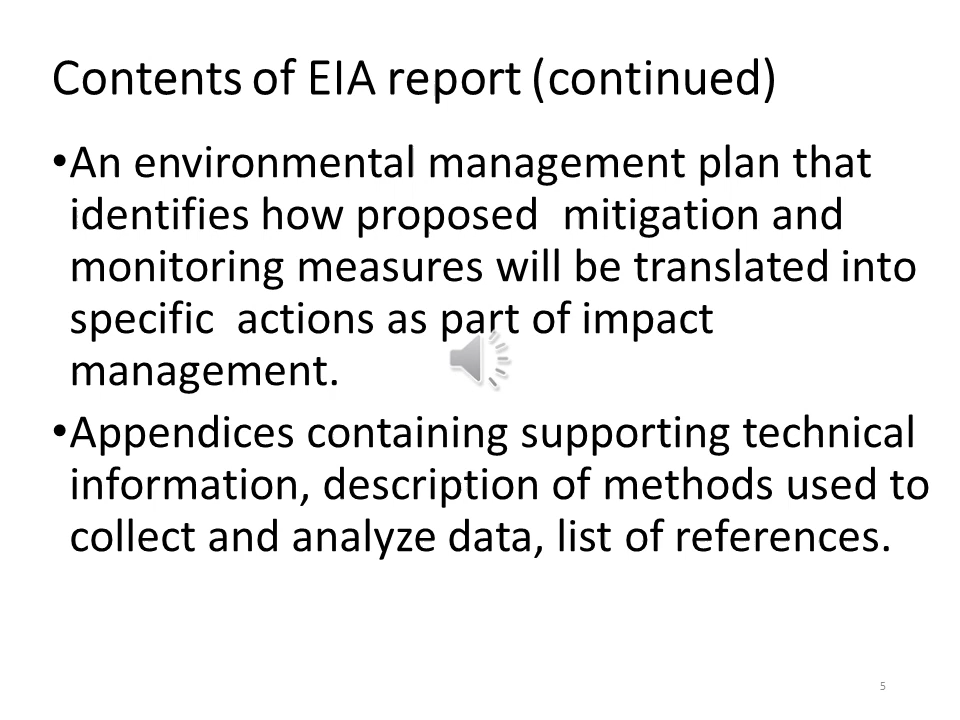 Contents of EIA report (continued)
•An environmental management plan that
identifies how proposed  mitigation and
monitoring measures will be translated into
specific  actions as part of impact
management.
•Appendices containing supporting technical
information, description of methods used to
collect and analyze data, list of references.
5